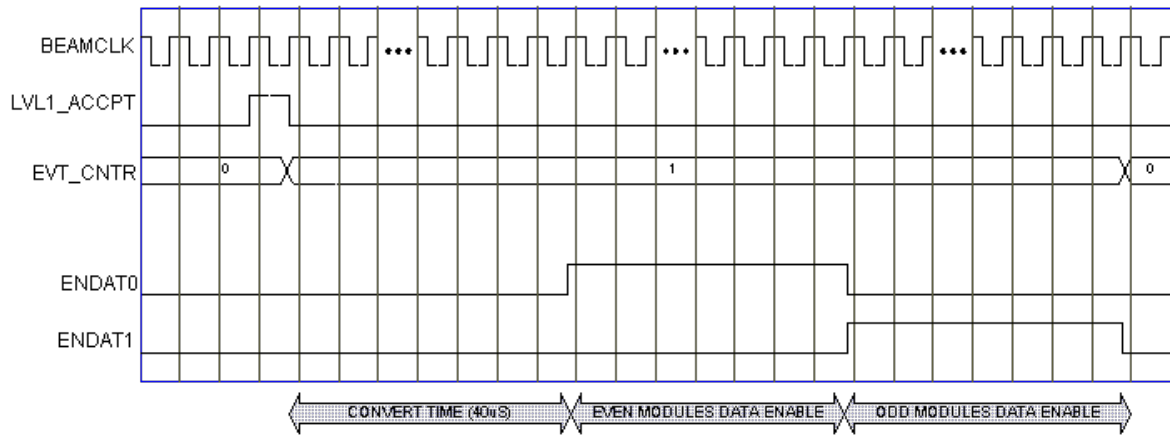 BEAMCLK
LVL1_ACCPT
EVT_CNTR
0
1
0
ENDAT0
ENDAT1
CONVERT TIME (40uS)
EVEN MODULES DATA ENABLE
ODD MODULES DATA ENABLE